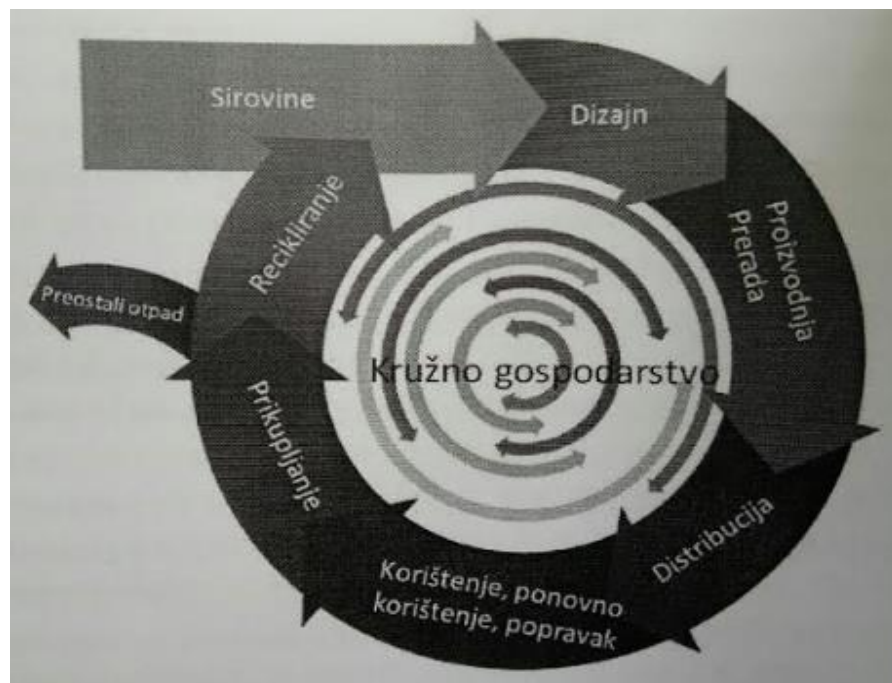 Sirovine
Dizajn
Proizvodnja
Prerada
Distribucija
Korištenje, ponovno
korištenje, popravak
Prikupljanje
Recikliranje
Preostali otpad
Kružno gospodarstvo